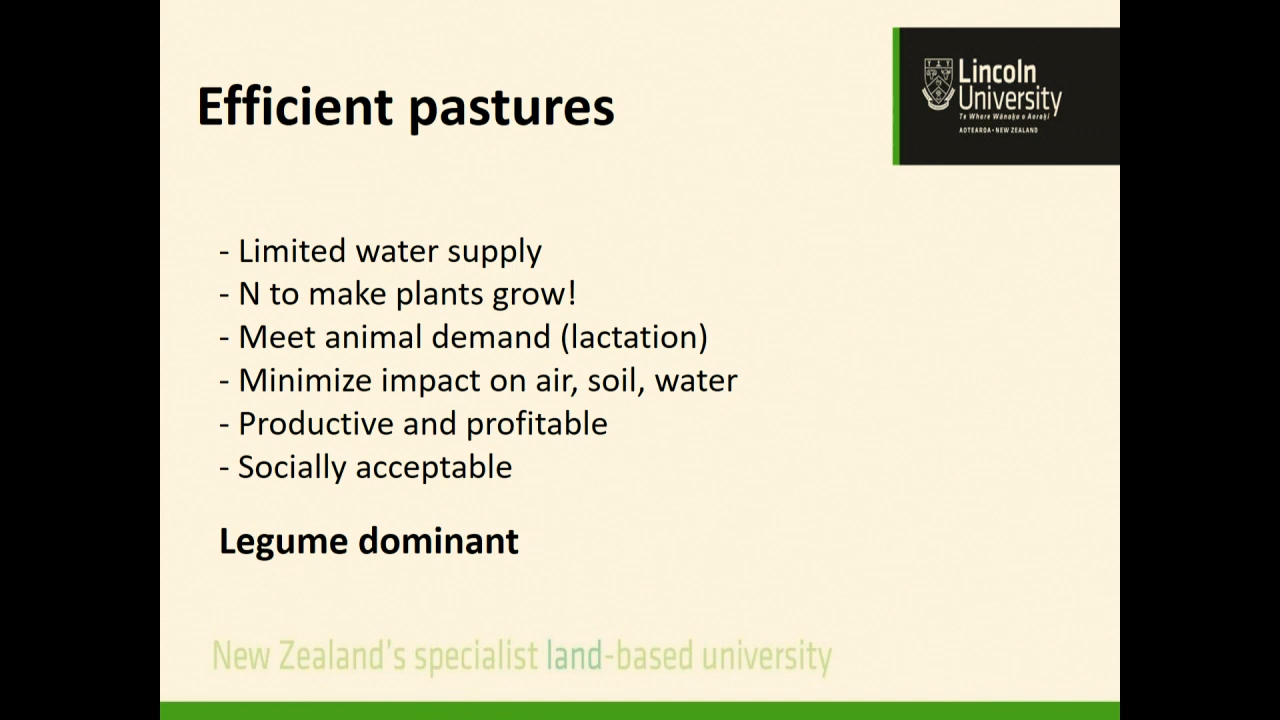 Efficient pastures
Lincoln
University
Te Whare Wānaka o Aoraki
AOTEAROA • NEW ZEALAND
- Limited water supply
- N to make plants grow!
- Meet animal demand (lactation)
- Minimize impact on air, soil, water
- Productive and profitable
- Socially acceptable
Legume dominant
New Zealand's specialist land-based university